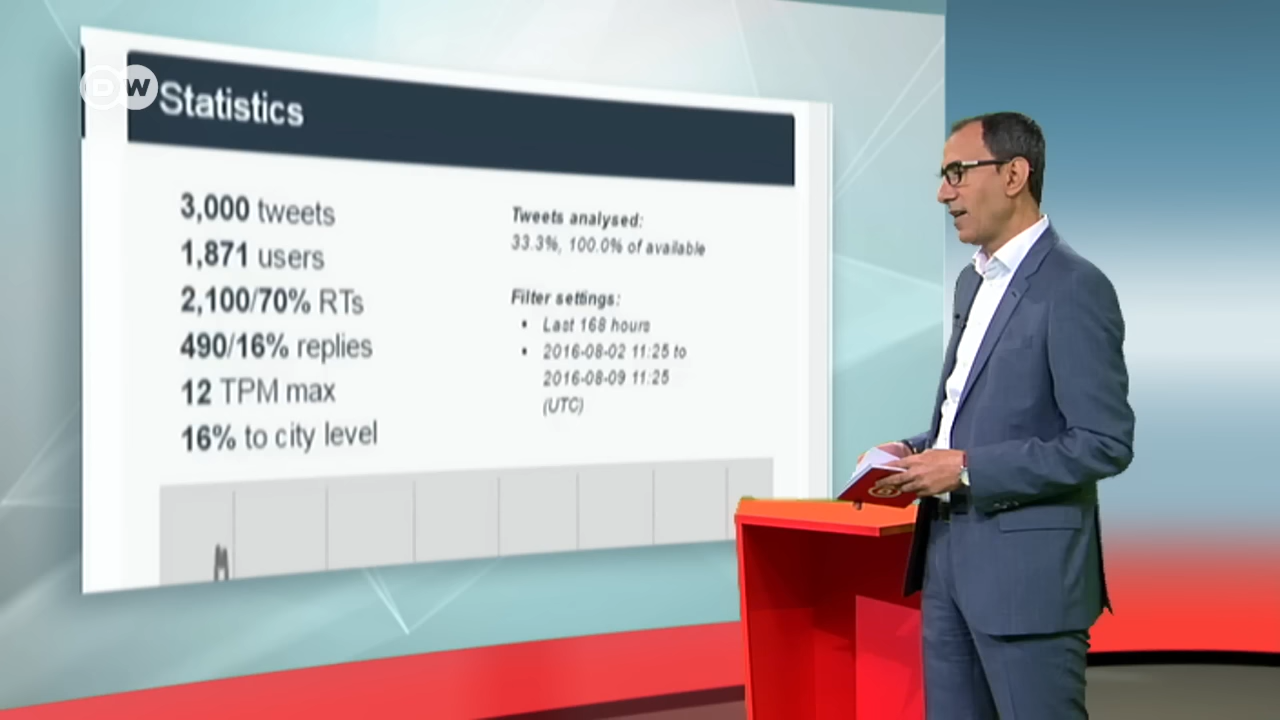 DW
Statistics
3,000 tweets
1,871 users
2,100/70% RTs
490/16% replies
12 TPM max
16% to city level
Tweets analysed:
33.3%, 100.0% of available
Filter settings:
• Last 168 hours
• 2016-08-02 11:25 to
2016-08-09 11:25
(UTC)